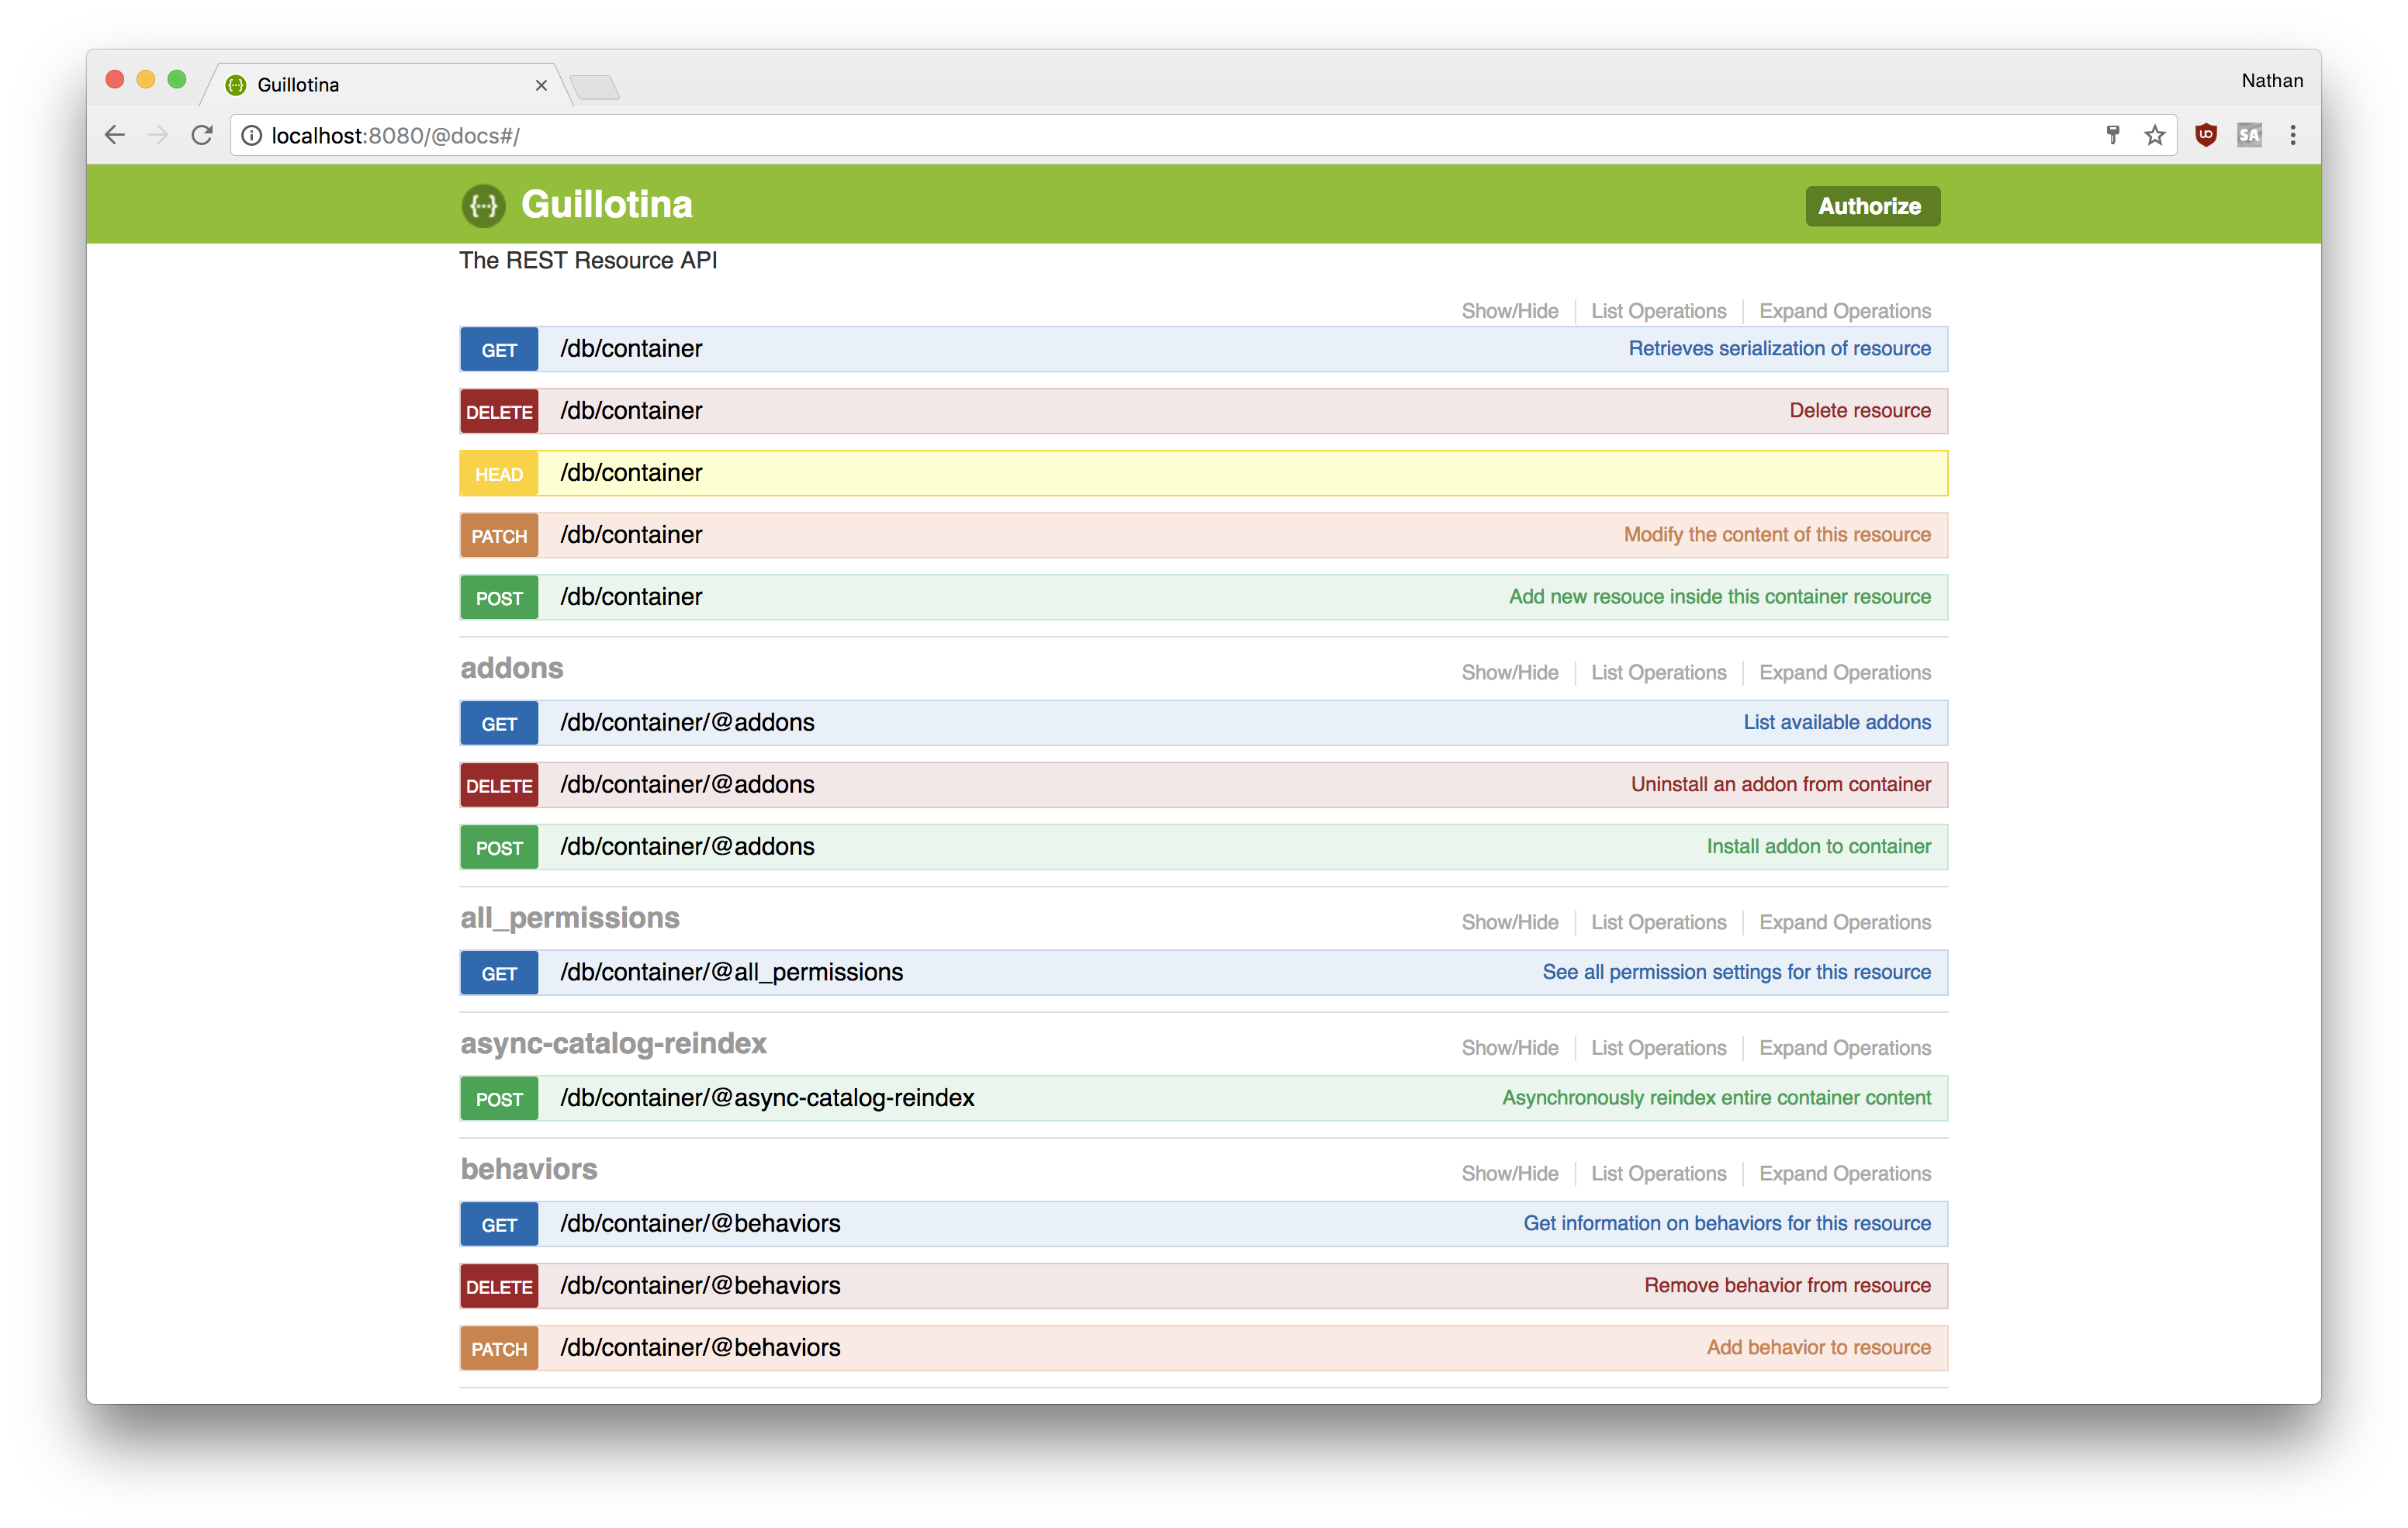 Guillotina
Nathan
localhost:8080/@docs#/
UO
SA
{···} Guillotina
Authorize
The REST Resource API
Show/Hide List Operations Expand Operations
GET /db/container Retrieves serialization of resource
DELETE /db/container Delete resource
HEAD /db/container
PATCH /db/container Modify the content of this resource
POST /db/container Add new resouce inside this container resource
addons Show/Hide List Operations Expand Operations
GET /db/container/@addons List available addons
DELETE /db/container/@addons Uninstall an addon from container
POST /db/container/@addons Install addon to container
all_permissions Show/Hide List Operations Expand Operations
GET /db/container/@all_permissions See all permission settings for this resource
async-catalog-reindex Show/Hide List Operations Expand Operations
POST /db/container/@async-catalog-reindex Asynchronously reindex entire container content
behaviors Show/Hide List Operations Expand Operations
GET /db/container/@behaviors Get information on behaviors for this resource
DELETE /db/container/@behaviors Remove behavior from resource
PATCH /db/container/@behaviors Add behavior to resource